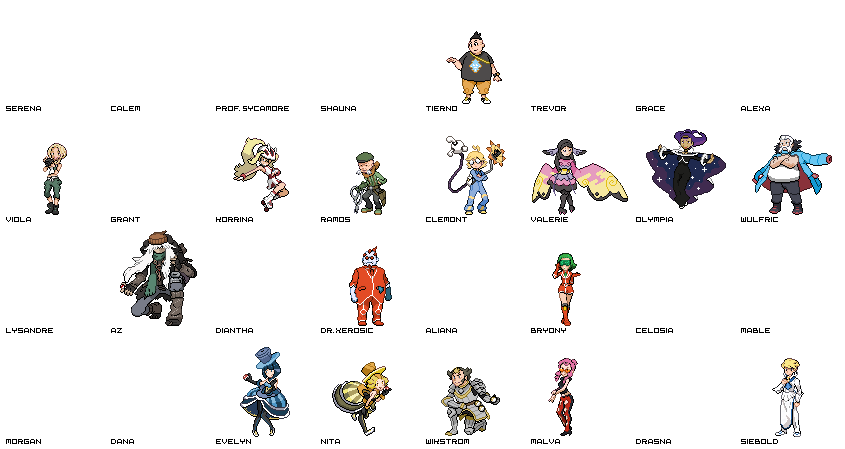 SERENA CALEM PROF. SYCAMORE SHAUNA TIERNO TREVOR GRACE ALEXA
VIOLA GRANT KORRINA RAMOS CLEMONT VALERIE OLYMPIA WULFRIC
LYSANDRE AZ DIANTHA DR. XEROSIC ALIANA BRYONY CELOSIA MABLE
MORGAN DANA EVELYN NITA WIKSTROM MALVA DRASNA SIEBOLD